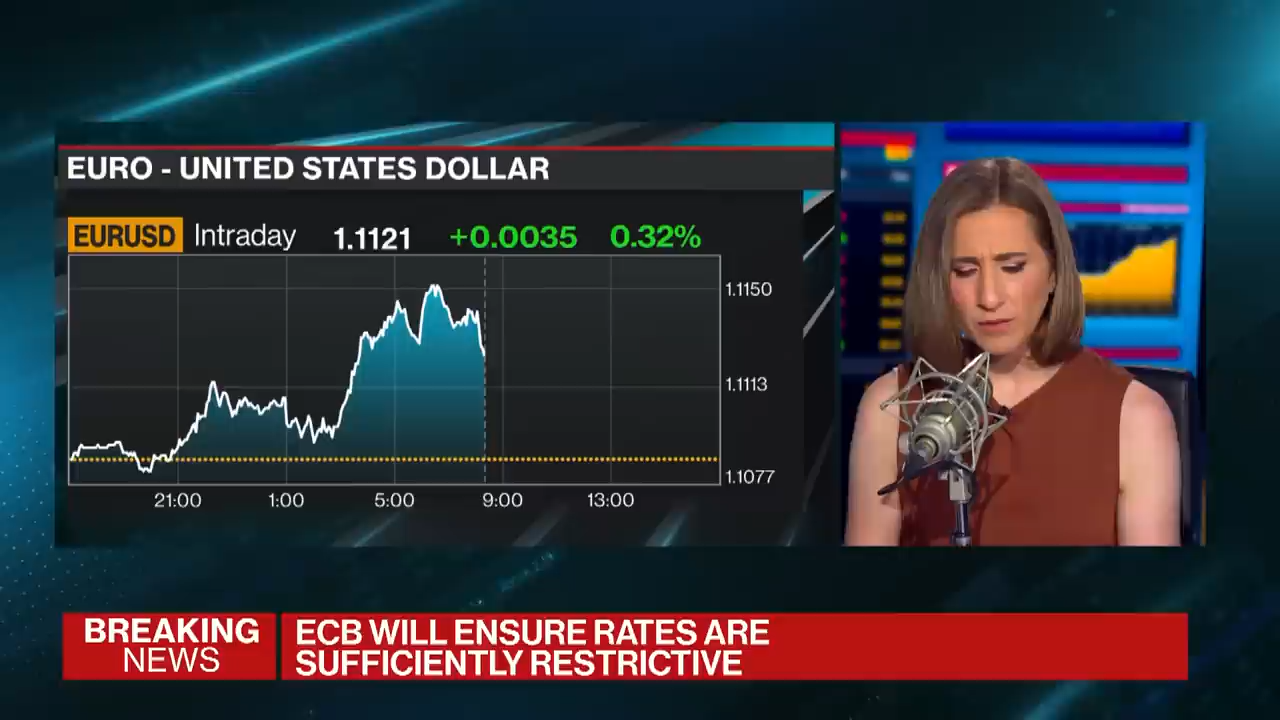 EURO - UNITED STATES DOLLAR
EURUSD Intraday 1.1121 +0.0035 0.32%
1.1150
1.1113
1.1077
21:00 1:00 5:00 9:00 13:00
BREAKING
NEWS
ECB WILL ENSURE RATES ARE
SUFFICIENTLY RESTRICTIVE